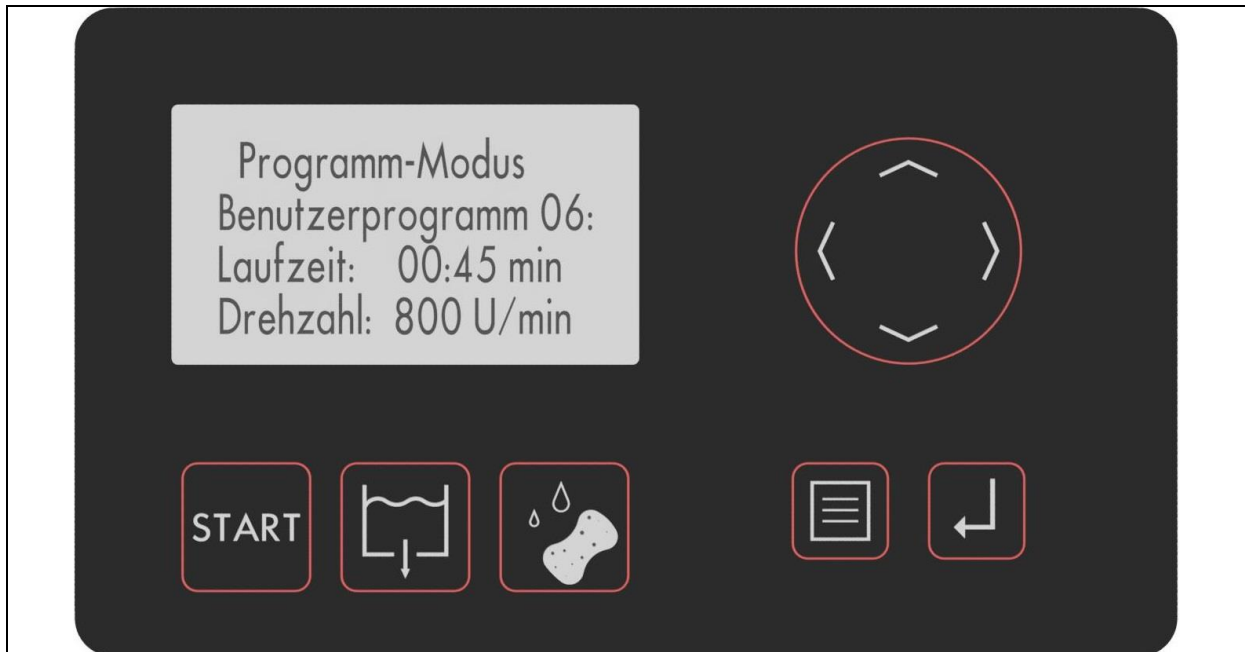 Programm-Modus
Benutzerprogramm 06:
Laufzeit: 00:45 min
Drehzahl: 800 U/min
START